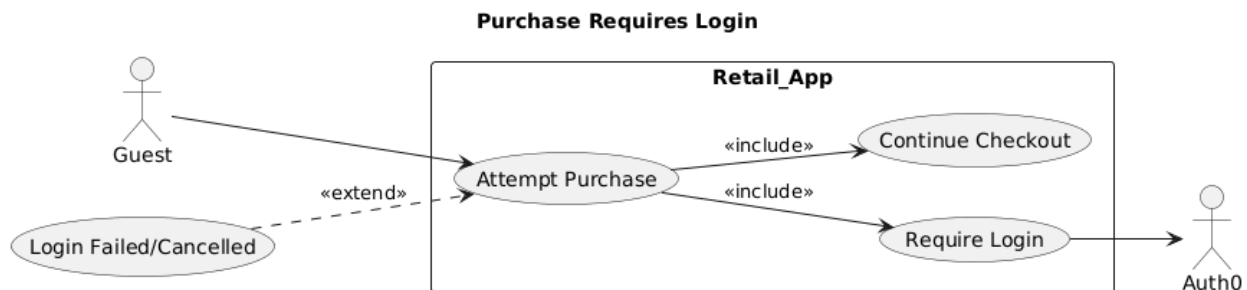 Purchase Requires Login
Retail_App
Guest
«include»
Continue Checkout
Attempt Purchase
«extend»
«include»
Login Failed/Cancelled
Require Login
Auth0